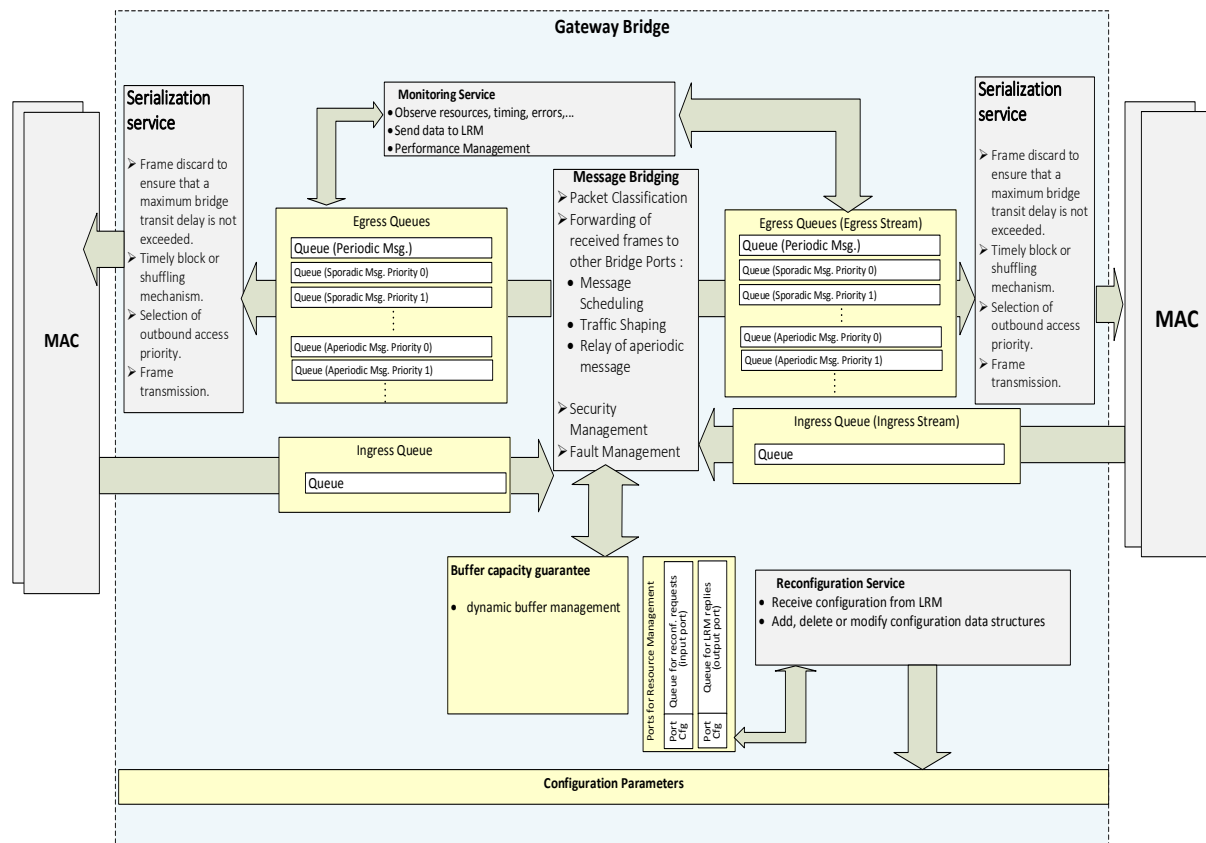 Gateway Bridge
MAC
Serialization
service
➢ Frame discard to
ensure that a
maximum bridge
transit delay is not
exceeded.
➢ Timely block or
shuffling
mechanism.
➢ Selection of
outbound access
priority.
➢ Frame
transmission.
Monitoring Service
• Observe resources, timing, errors,...
• Send data to LRM
• Performance Management
Egress Queues
Queue (Periodic Msg.)
Queue (Sporadic Msg. Priority 0)
Queue (Sporadic Msg. Priority 1)
Queue (Aperiodic Msg. Priority 0)
Queue (Aperiodic Msg. Priority 1)
Message Bridging
➢ Packet Classification
➢ Forwarding of
received frames to
other Bridge Ports :
• Message
Scheduling
• Traffic Shaping
• Relay of aperiodic
message
➢ Security
Management
➢ Fault Management
Egress Queues (Egress Stream)
Queue (Periodic Msg.)
Queue (Sporadic Msg. Priority 0)
Queue (Sporadic Msg. Priority 1)
Queue (Aperiodic Msg. Priority 0)
Queue (Aperiodic Msg. Priority 1)
Serialization
service
➢ Frame discard to
ensure that a
maximum bridge
transit delay is not
exceeded.
➢ Timely block or
shuffling
mechanism.
➢ Selection of
outbound access
priority.
➢ Frame
transmission.
MAC
Ingress Queue
Queue
Ingress Queue (Ingress Stream)
Queue
Buffer capacity guarantee
• dynamic buffer management
Ports for Resource Management
Queue for reconf. requests
(input port)
Port
Cfg
Queue for LRM replies
(output port)
Port
Cfg
Reconfiguration Service
• Receive configuration from LRM
• Add, delete or modify configuration data structures
Configuration Parameters